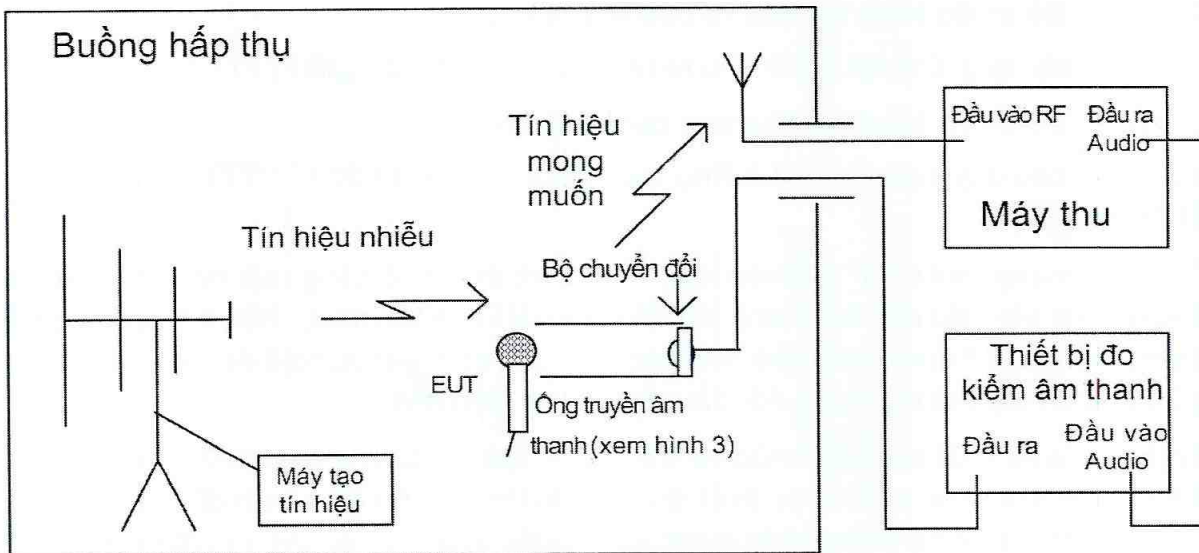 Buồng hấp thụ
Tín hiệu
mong
muốn
Tín hiệu nhiễu
Bộ chuyển đổi
EUT
Ống truyền âm
thanh (xem hình 3)
Máy tạo
tín hiệu
Đầu vào RF
Đầu ra
Audio
Máy thu
Thiết bị đo
kiểm âm thanh
Đầu ra
Đầu vào
Audio